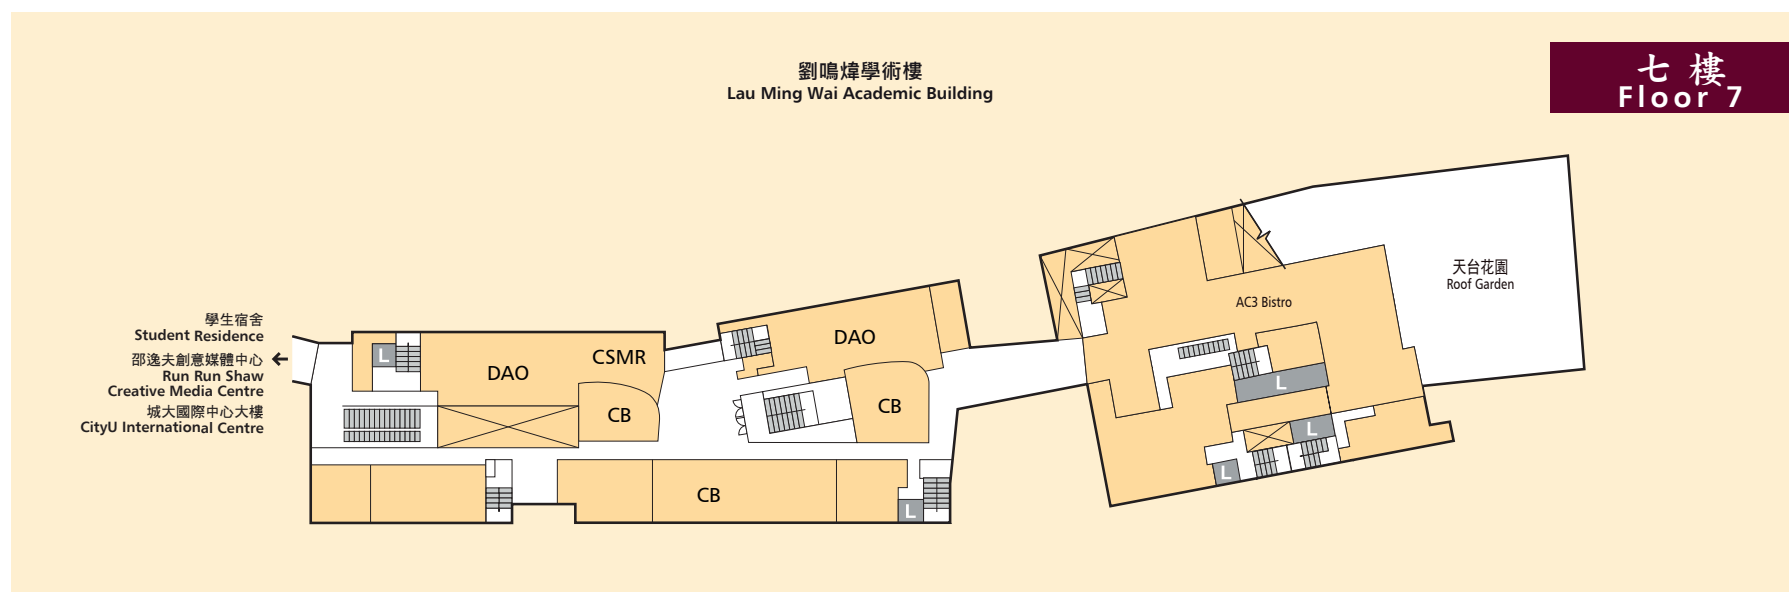 劉鳴煒學術樓
Lau Ming Wai Academic Building
七樓
Floor 7
天台花園
Roof Garden
AC3 Bistro
學生宿舍
Student Residence
邵逸夫創意媒體中心
Run Run Shaw
Creative Media Centre
城大國際中心大樓
CityU International Centre
L
DAO
CSMR
CB
DAO
CB
CB
L
L
L
L